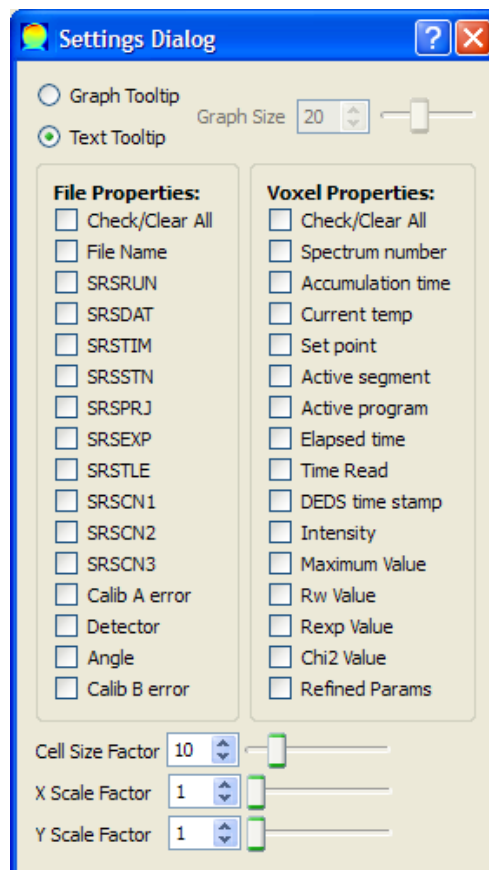 Settings Dialog
Graph Tooltip
Graph Size 20
Text Tooltip
File Properties:
Check/Clear All
File Name
SRSRUN
SRSDAT
SRSTIM
SRSSTN
SRSPRJ
SRSEXP
SRSTLE
SRSCN1
SRSCN2
SRSCN3
Calib A error
Detector
Angle
Calib B error
Voxel Properties:
Check/Clear All
Spectrum number
Accumulation time
Current temp
Set point
Active segment
Active program
Elapsed time
Time Read
DEDS time stamp
Intensity
Maximum Value
Rw Value
Rexp Value
Chi2 Value
Refined Params
Cell Size Factor 10
X Scale Factor 1
Y Scale Factor 1